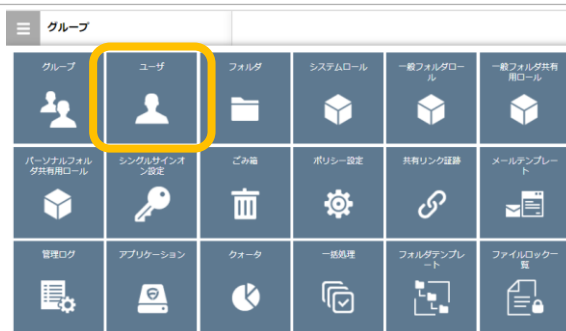 グループ
グループ
ユーザ
フォルダ
システムロール
一般フォルダロー
ル
一般フォルダ共有
用ロール
パーソナルフォル
ダ共有用ロール
シングルサインオ
ン設定
ごみ箱
ポリシー設定
共有リンク証跡
メールテンプレー
ト
管理ログ
アプリケーション
クォータ
一括処理
フォルダテンプレ
ート
ファイルロック一
覧